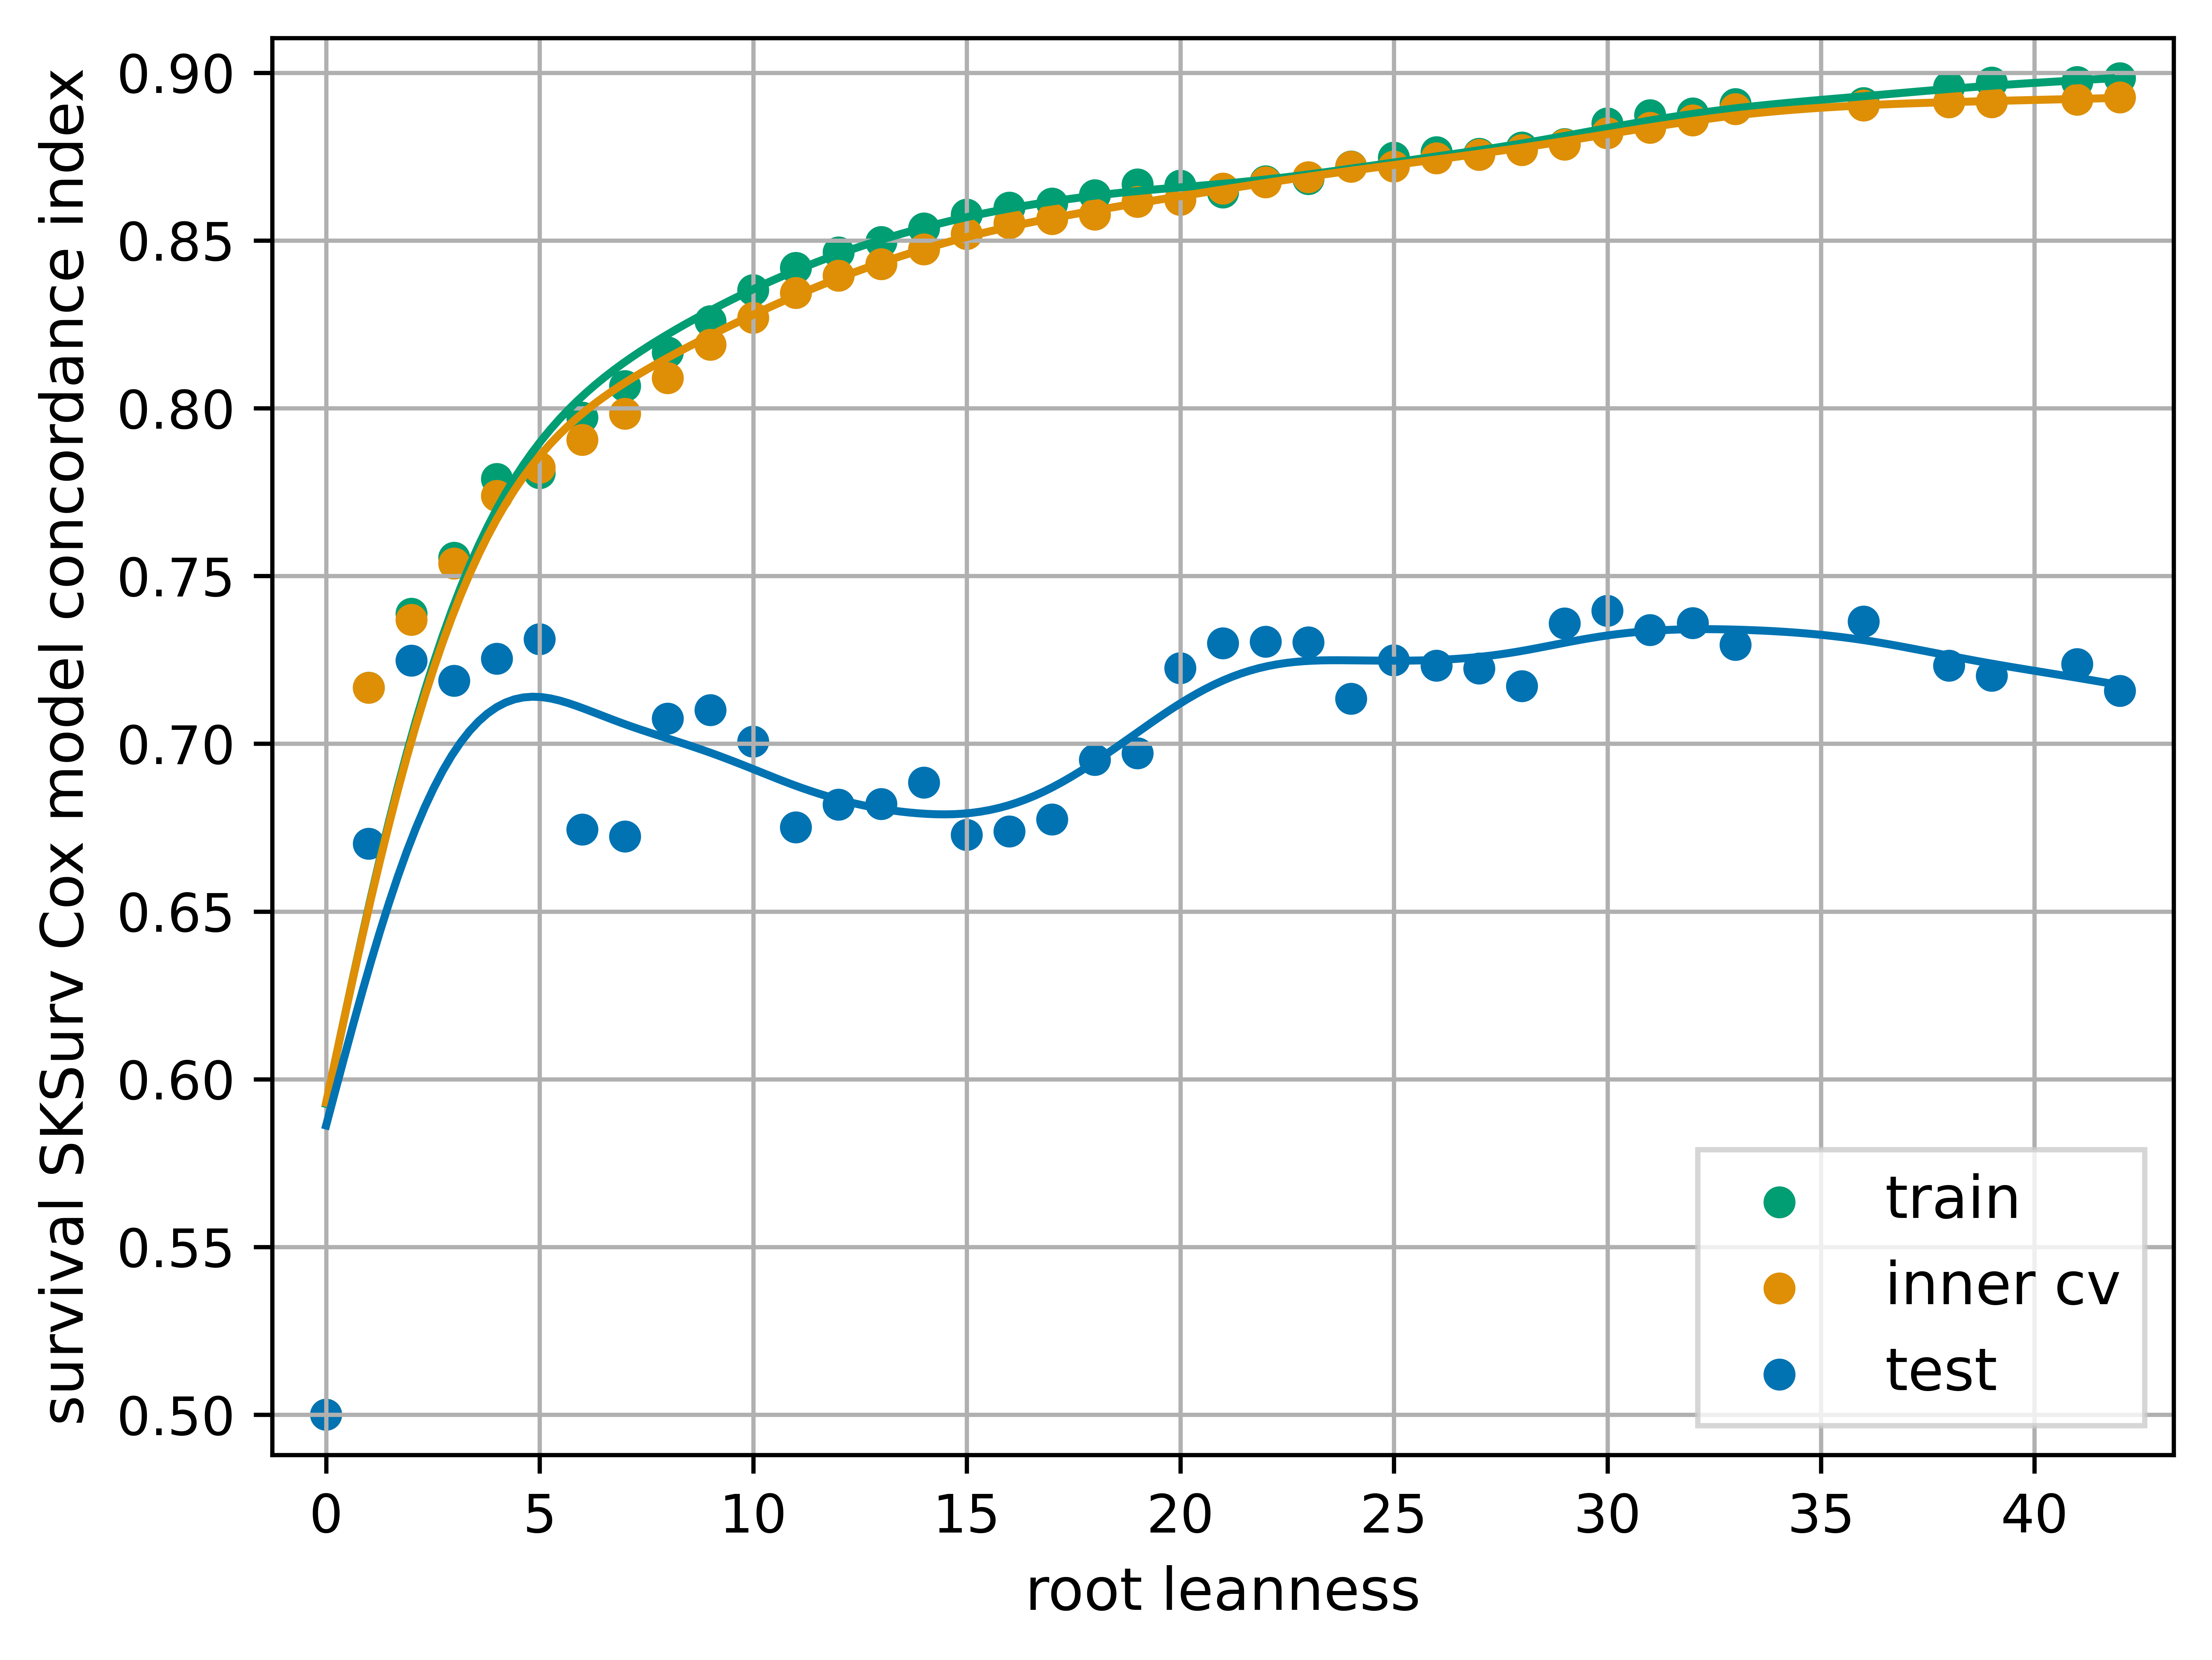 survival SKSurv Cox model concordance index
0.90
0.85
0.80
0.75
0.70
0.65
0.60
0.55
0.50
train
inner cv
test
0 5 10 15 20 25 30 35 40
root leanness